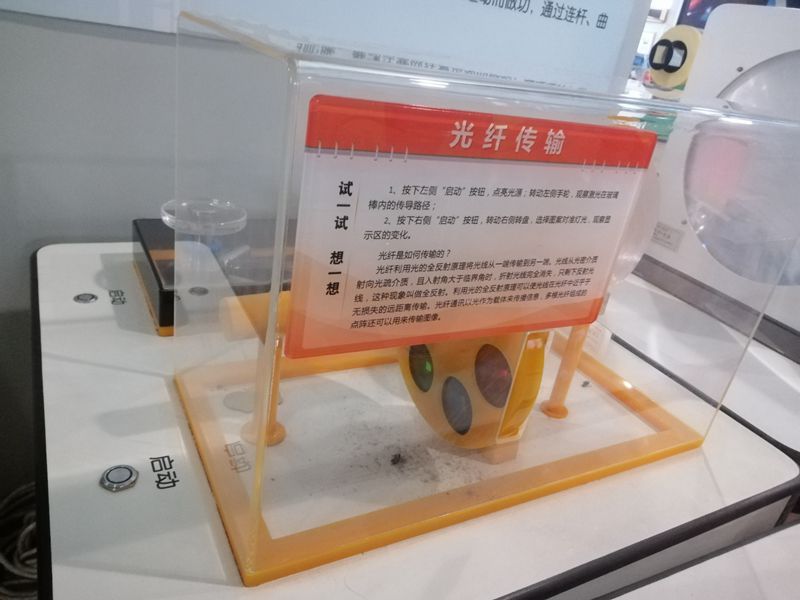 动而做功，通过连杆、曲
光纤传输
试一试
1、按下左侧“启动”按钮，点亮光源；转动左侧手轮，观察激光在玻璃
棒内的传导路径；
2、按下右侧“启动”按钮，转动右侧转盘，选择图案对准灯光，观察显
示区的变化。
想一想
光纤是如何传输的？
光纤利用光的全反射原理将光线从一端传输到另一端。光线从光密介质
射向光疏介质，且入射角大于临界角时，折射光线完全消失，只剩下反射光
线，这种现象叫做全反射。利用光的全反射原理可以使光线在光纤中近乎于
无损失的远距离传输。光纤通讯以光作为载体来传播信息，多根光纤组成的
点阵还可以用来传输图像。
启动
启动
启动